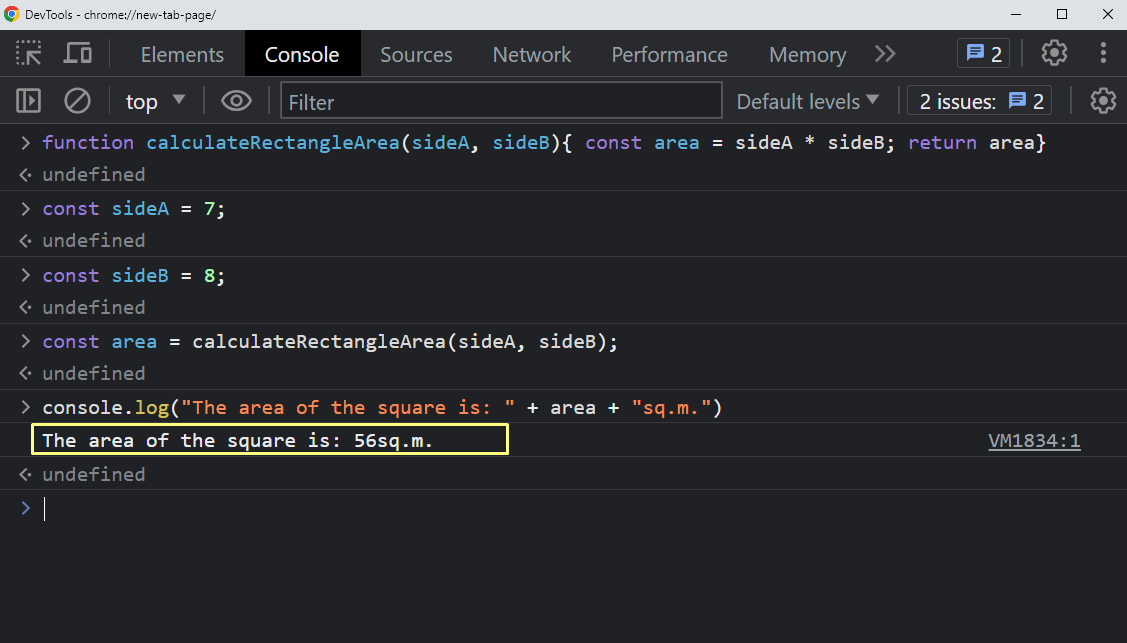 DevTools - chrome://new-tab-page/
Elements Console Sources Network Performance Memory 2
top Filter Default levels 2 issues: 2
function calculateRectangleArea(sideA, sideB){ const area = sideA * sideB; return area}
undefined
const sideA = 7;
undefined
const sideB = 8;
undefined
const area = calculateRectangleArea(sideA, sideB);
undefined
console.log("The area of the square is: " + area + "sq.m.")
The area of the square is: 56sq.m. VM1834:1
undefined